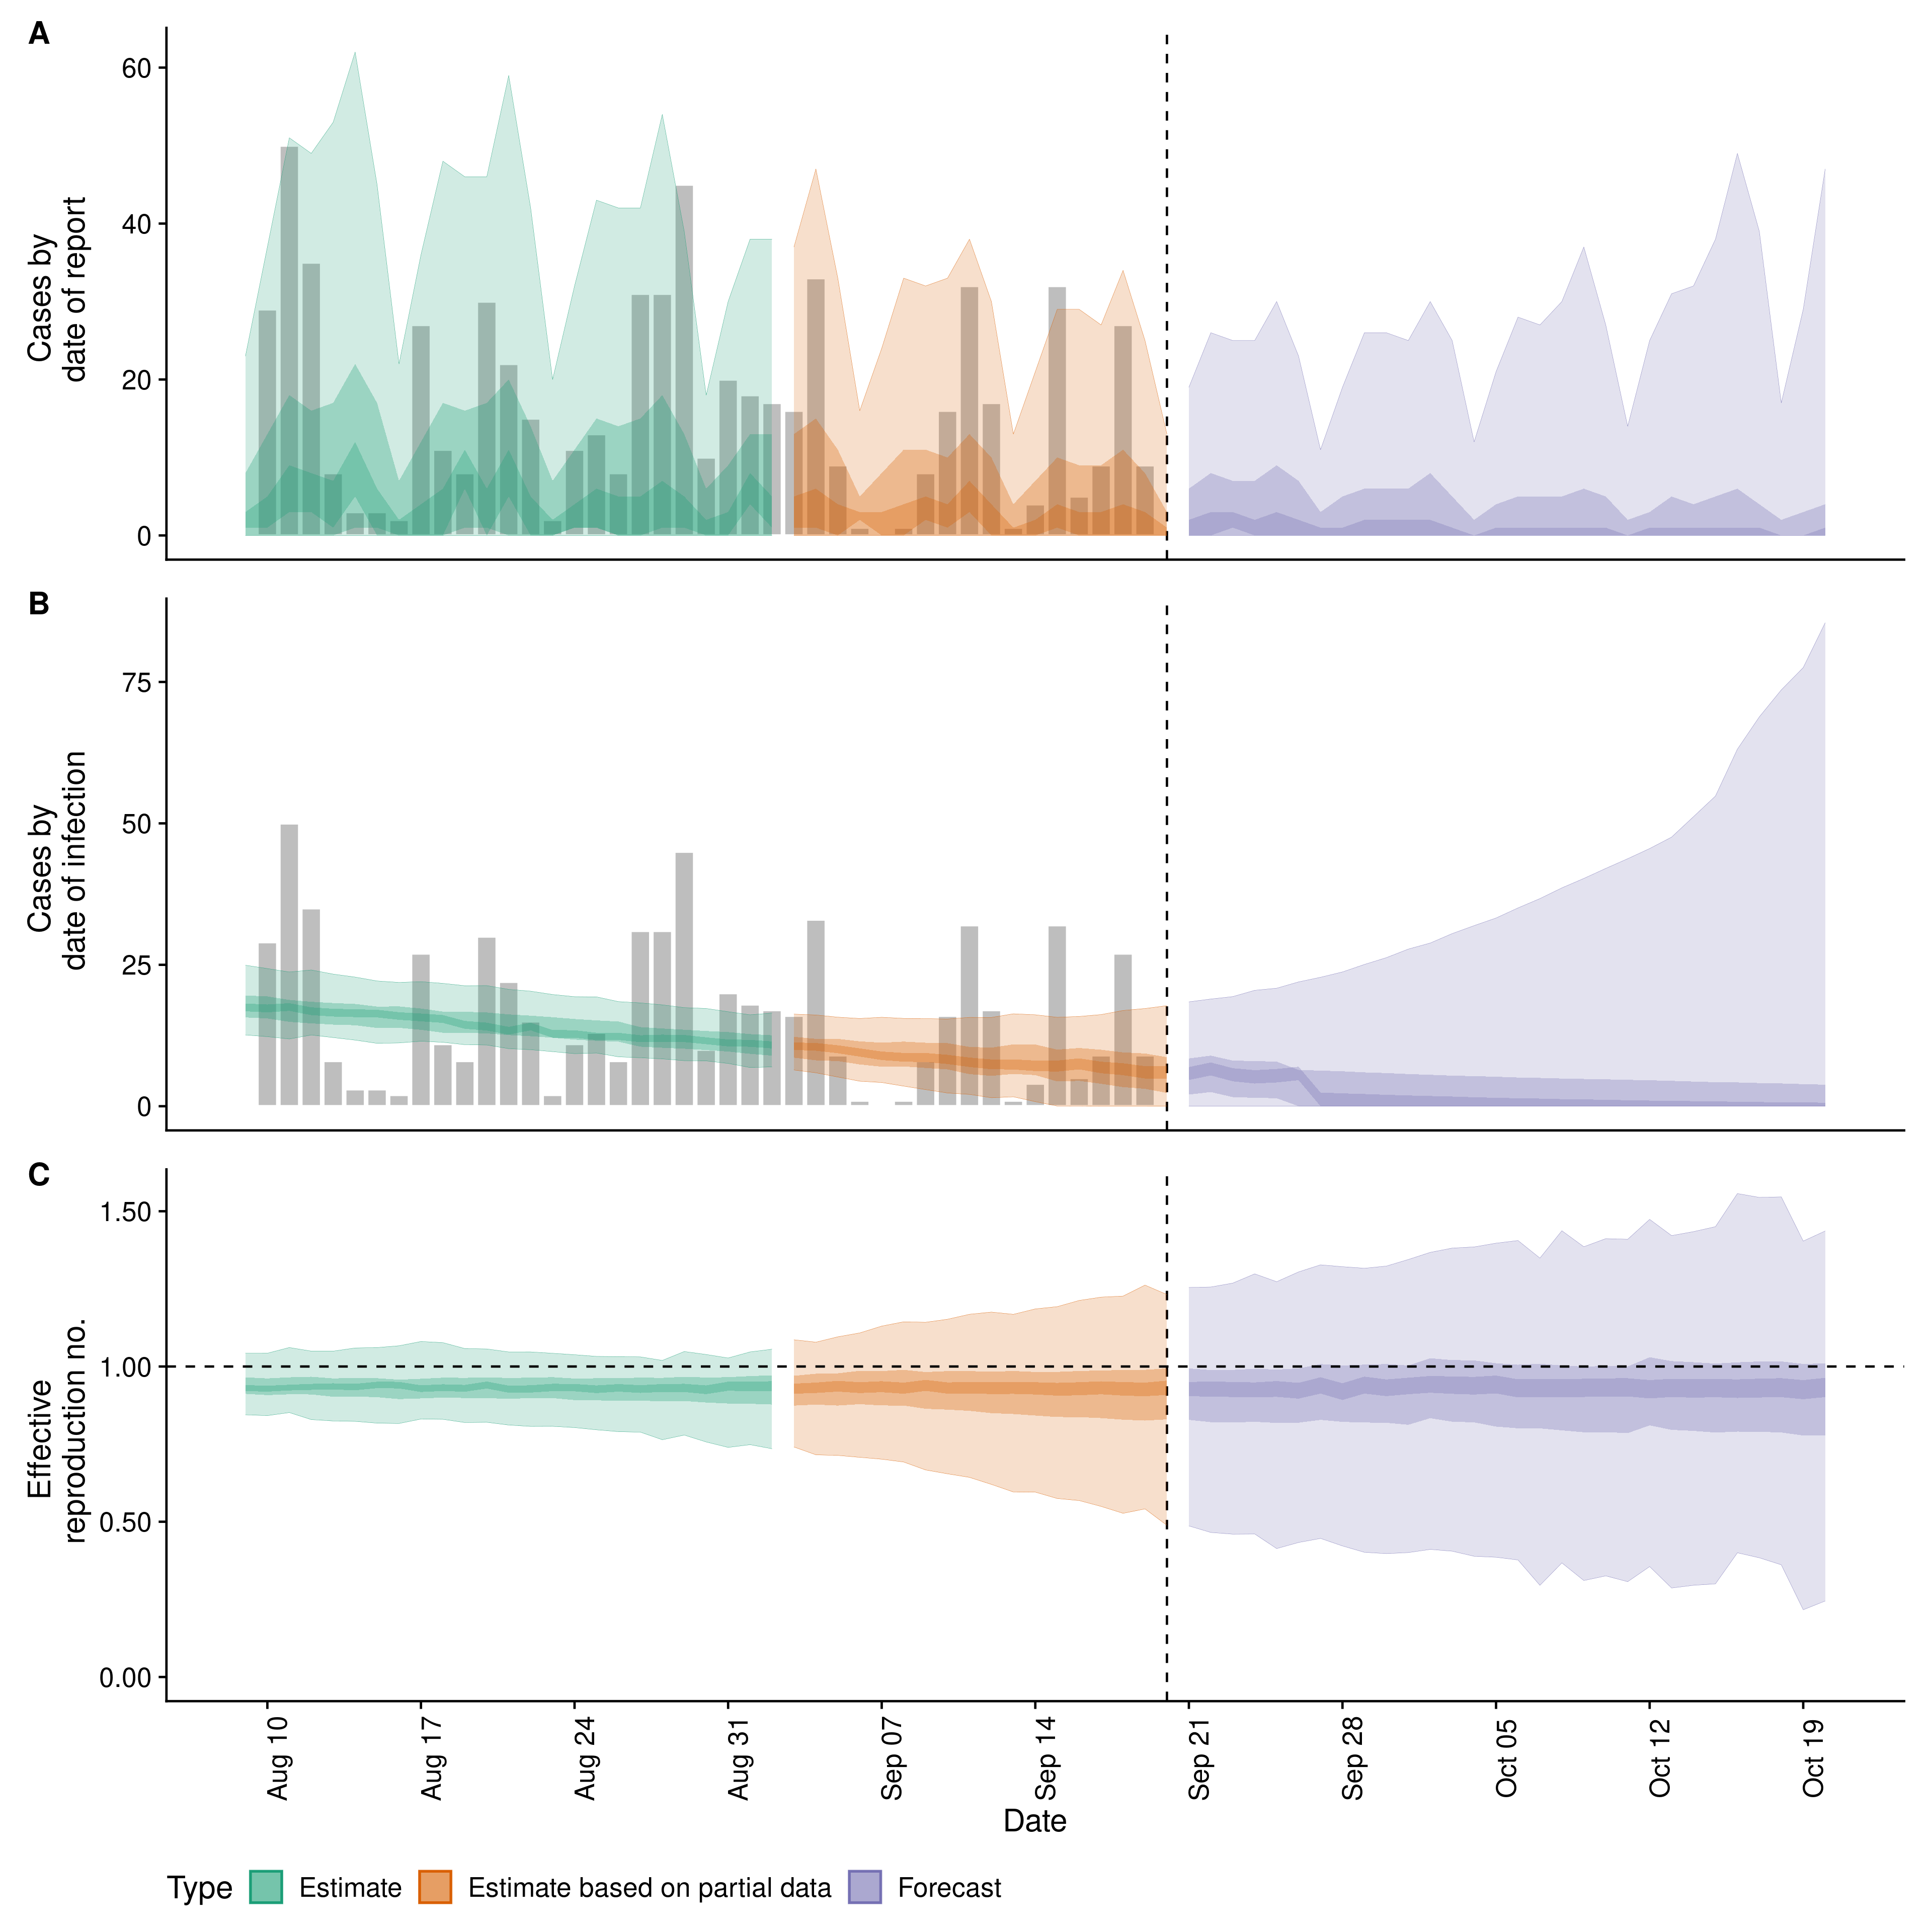 A
60
40
20
0
Cases by
date of report
B
75
50
25
0
Cases by
date of infection
C
1.50
1.00
0.50
0.00
Effective
reproduction no.
Aug 10
Aug 17
Aug 24
Aug 31
Sep 07
Sep 14
Sep 21
Sep 28
Oct 05
Oct 12
Oct 19
Date
Type Estimate Estimate based on partial data Forecast